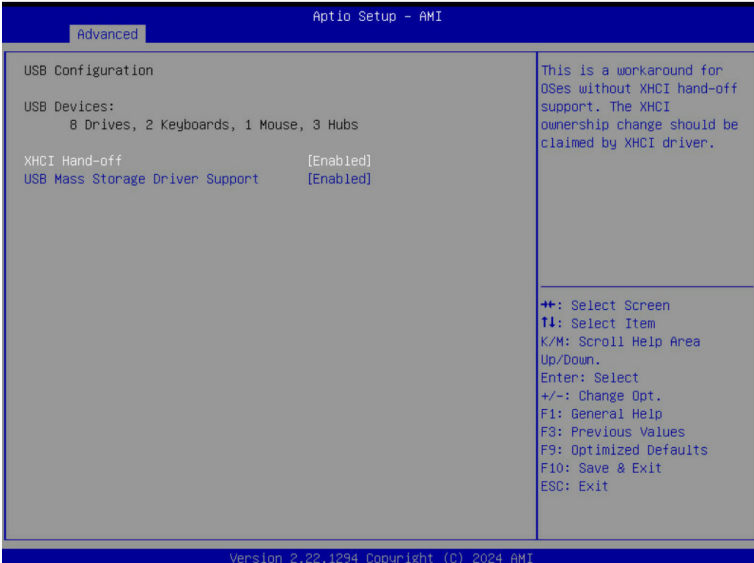 Aptio Setup - AMI
Advanced
USB Configuration
USB Devices:
8 Drives, 2 Keyboards, 1 Mouse, 3 Hubs
XHCI Hand-off [Enabled]
USB Mass Storage Driver Support [Enabled]
This is a workaround for
OSes without XHCI hand-off
support. The XHCI
ownership change should be
claimed by XHCI driver.
→←: Select Screen
↑↓: Select Item
K/M: Scroll Help Area
Up/Down.
Enter: Select
+/-: Change Opt.
F1: General Help
F3: Previous Values
F9: Optimized Defaults
F10: Save & Exit
ESC: Exit
Version 2.22.1294 Copyright (C) 2024 AMI